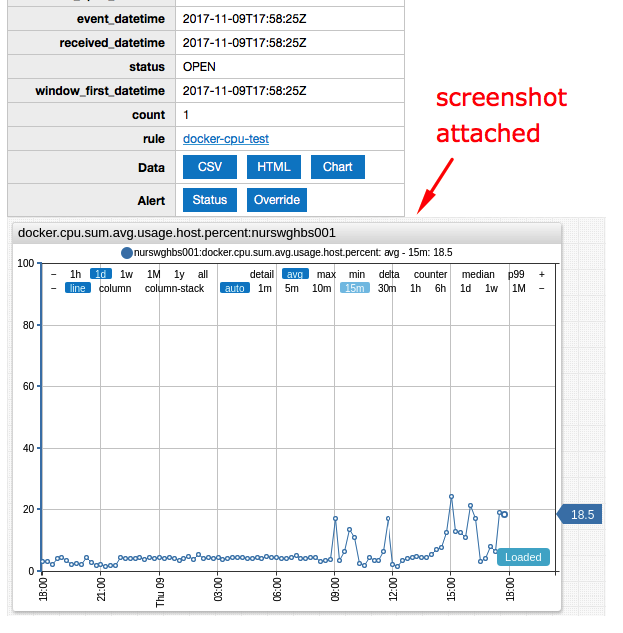 event_datetime 2017-11-09T17:58:25Z
received_datetime 2017-11-09T17:58:25Z
status OPEN
window_first_datetime 2017-11-09T17:58:25Z
count 1
rule docker-cpu-test
Data CSV HTML Chart
Alert Status Override
screenshot
attached
docker.cpu.sum.avg.usage.host.percent:nurswghbs001
nurswghbs001:docker.cpu.sum.avg.usage.host.percent: avg - 15m: 18.5
− 1h 1d 1w 1M 1y all detail avg max min delta counter median p99 +
− line column column-stack auto 1m 5m 10m 15m 30m 1h 6h 1d 1w 1M −
100
80
60
40
20
0
18.5
Loaded
18:00 21:00 Thu 09 03:00 06:00 09:00 12:00 15:00 18:00